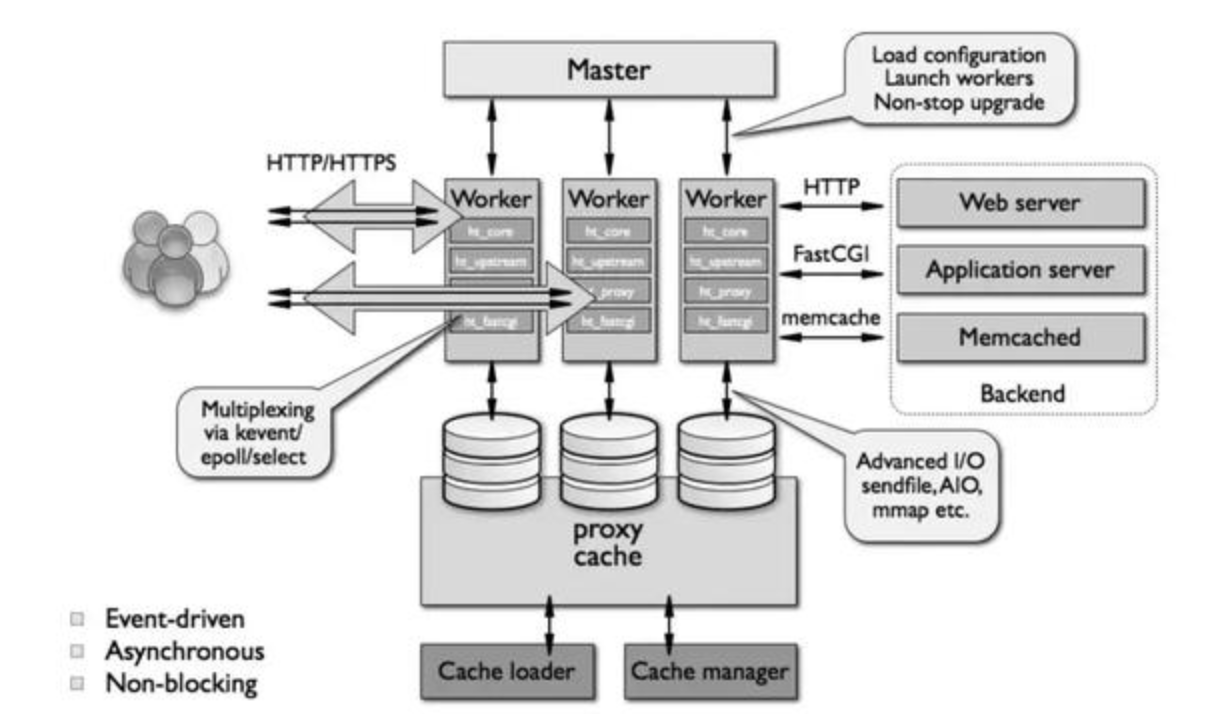 Master
Load configuration
Launch workers
Non-stop upgrade
HTTP/HTTPS
Worker
ht_core
ht_upstream
ht_fastcgi
Worker
ht_core
ht_upstream
ht_proxy
ht_fastcgi
Worker
ht_core
ht_upstream
ht_proxy
ht_fastcgi
HTTP
FastCGI
memcache
Web server
Application server
Memcached
Backend
Multiplexing
via kevent/
epoll/select
Advanced I/O
sendfile, AIO,
mmap etc.
proxy
cache
Cache loader
Cache manager
Event-driven
Asynchronous
Non-blocking